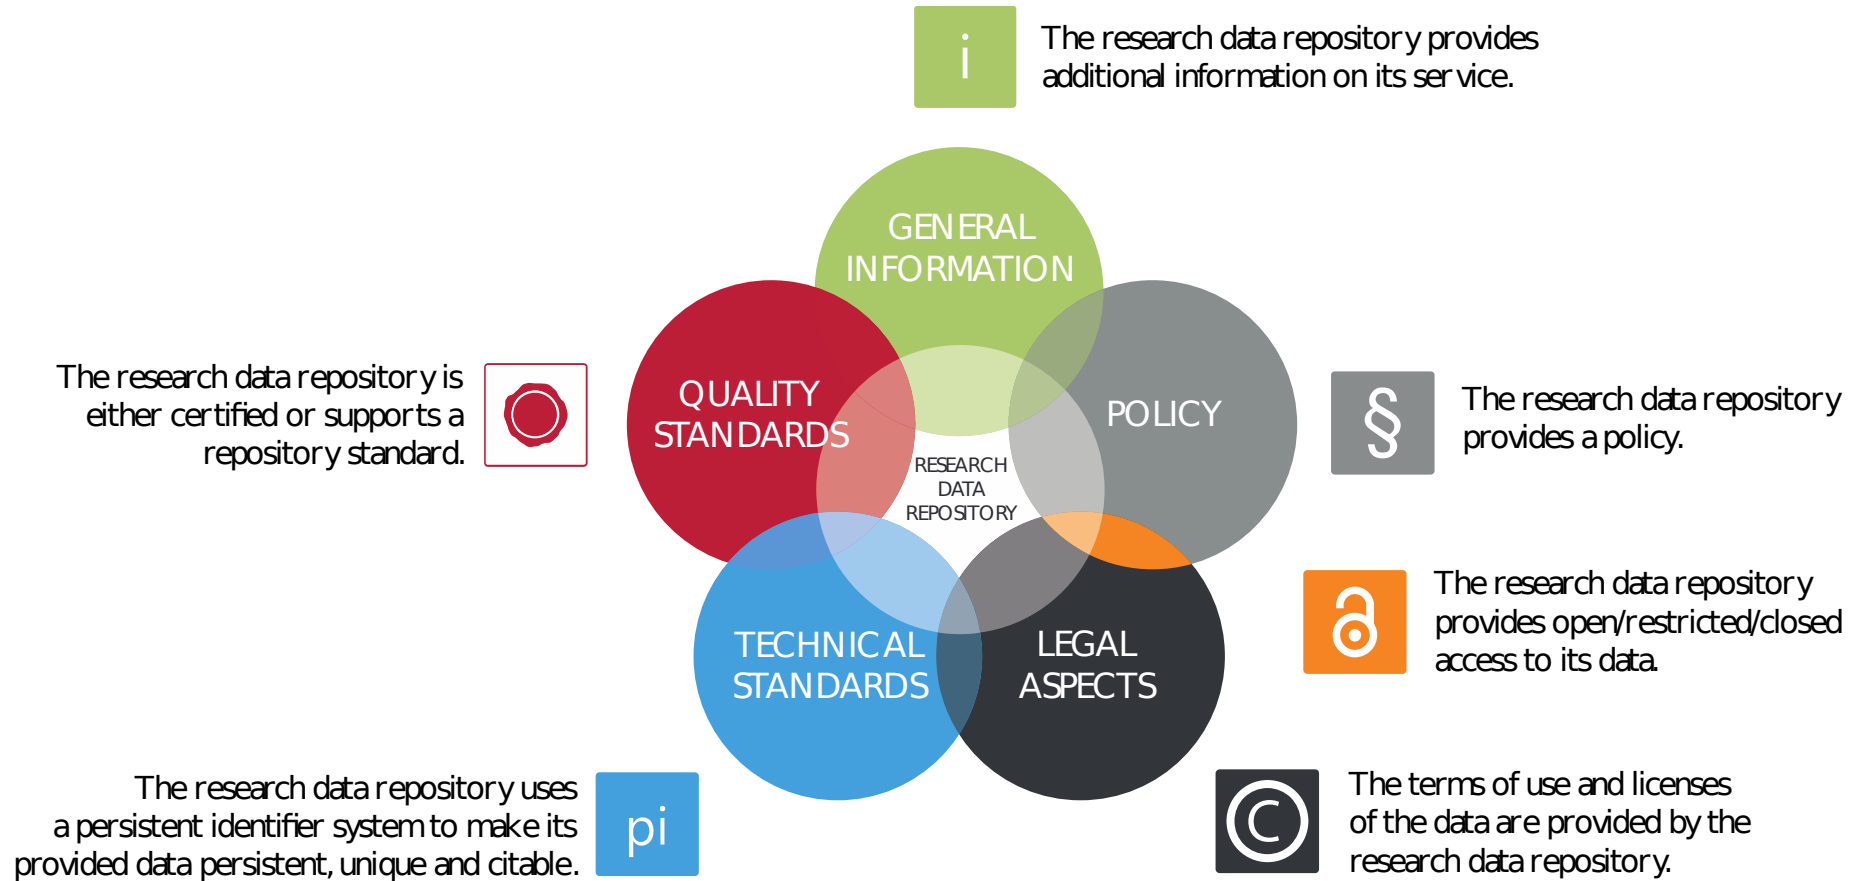 i
The research data repository provides
additional information on its service.
GENERAL
INFORMATION
The research data repository is
either certified or supports a
repository standard.
QUALITY
STANDARDS
POLICY
§
The research data repository
provides a policy.
RESEARCH
DATA
REPOSITORY
The research data repository
provides open/restricted/closed
access to its data.
TECHNICAL
STANDARDS
LEGAL
ASPECTS
The research data repository uses
a persistent identifier system to make its
provided data persistent, unique and citable.
pi
©
The terms of use and licenses
of the data are provided by the
research data repository.